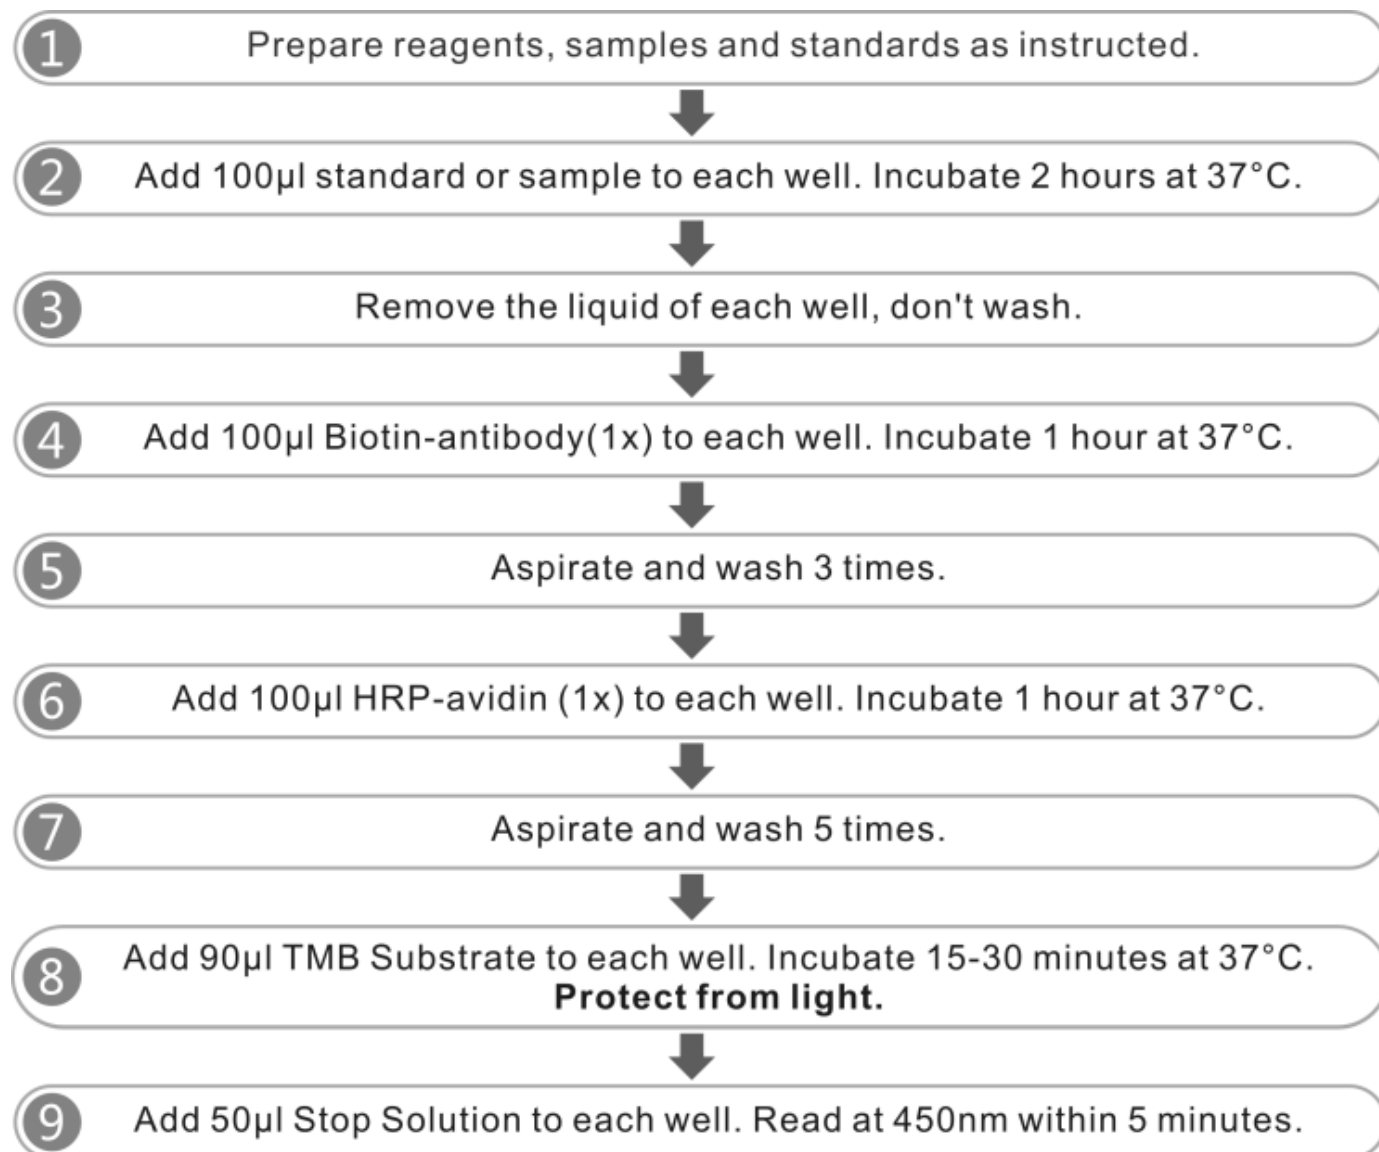 1 Prepare reagents, samples and standards as instructed.
2 Add 100µl standard or sample to each well. Incubate 2 hours at 37°C.
3 Remove the liquid of each well, don't wash.
4 Add 100µl Biotin-antibody(1x) to each well. Incubate 1 hour at 37°C.
5 Aspirate and wash 3 times.
6 Add 100µl HRP-avidin (1x) to each well. Incubate 1 hour at 37°C.
7 Aspirate and wash 5 times.
8 Add 90µl TMB Substrate to each well. Incubate 15-30 minutes at 37°C.
Protect from light.
9 Add 50µl Stop Solution to each well. Read at 450nm within 5 minutes.